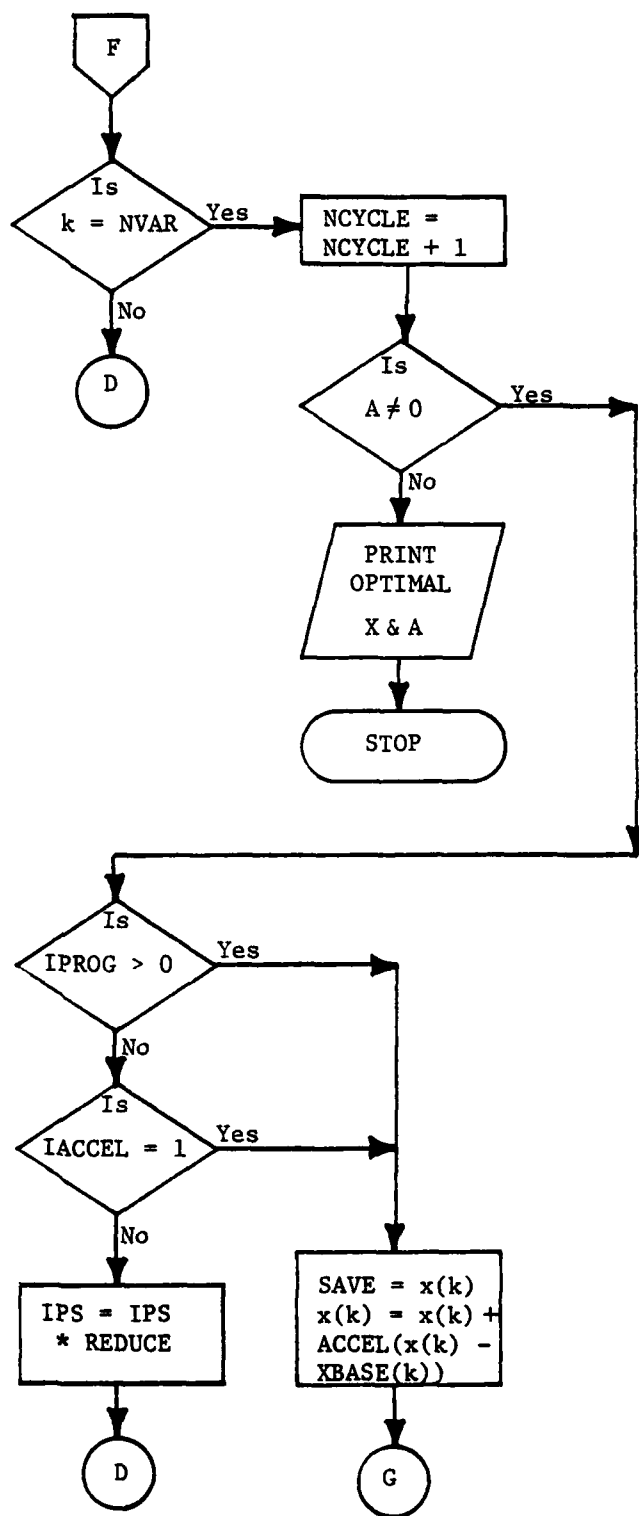 F
Is
k = NVAR
Yes
NCYCLE =
NCYCLE + 1
No
D
Is
A ≠ 0
Yes
No
PRINT
OPTIMAL
X & A
STOP
Is
IPROG > 0
Yes
No
Is
IACCEL = 1
Yes
No
IPS = IPS
* REDUCE
SAVE = x(k)
x(k) = x(k) +
ACCEL(x(k) -
XBASE(k))
D
G